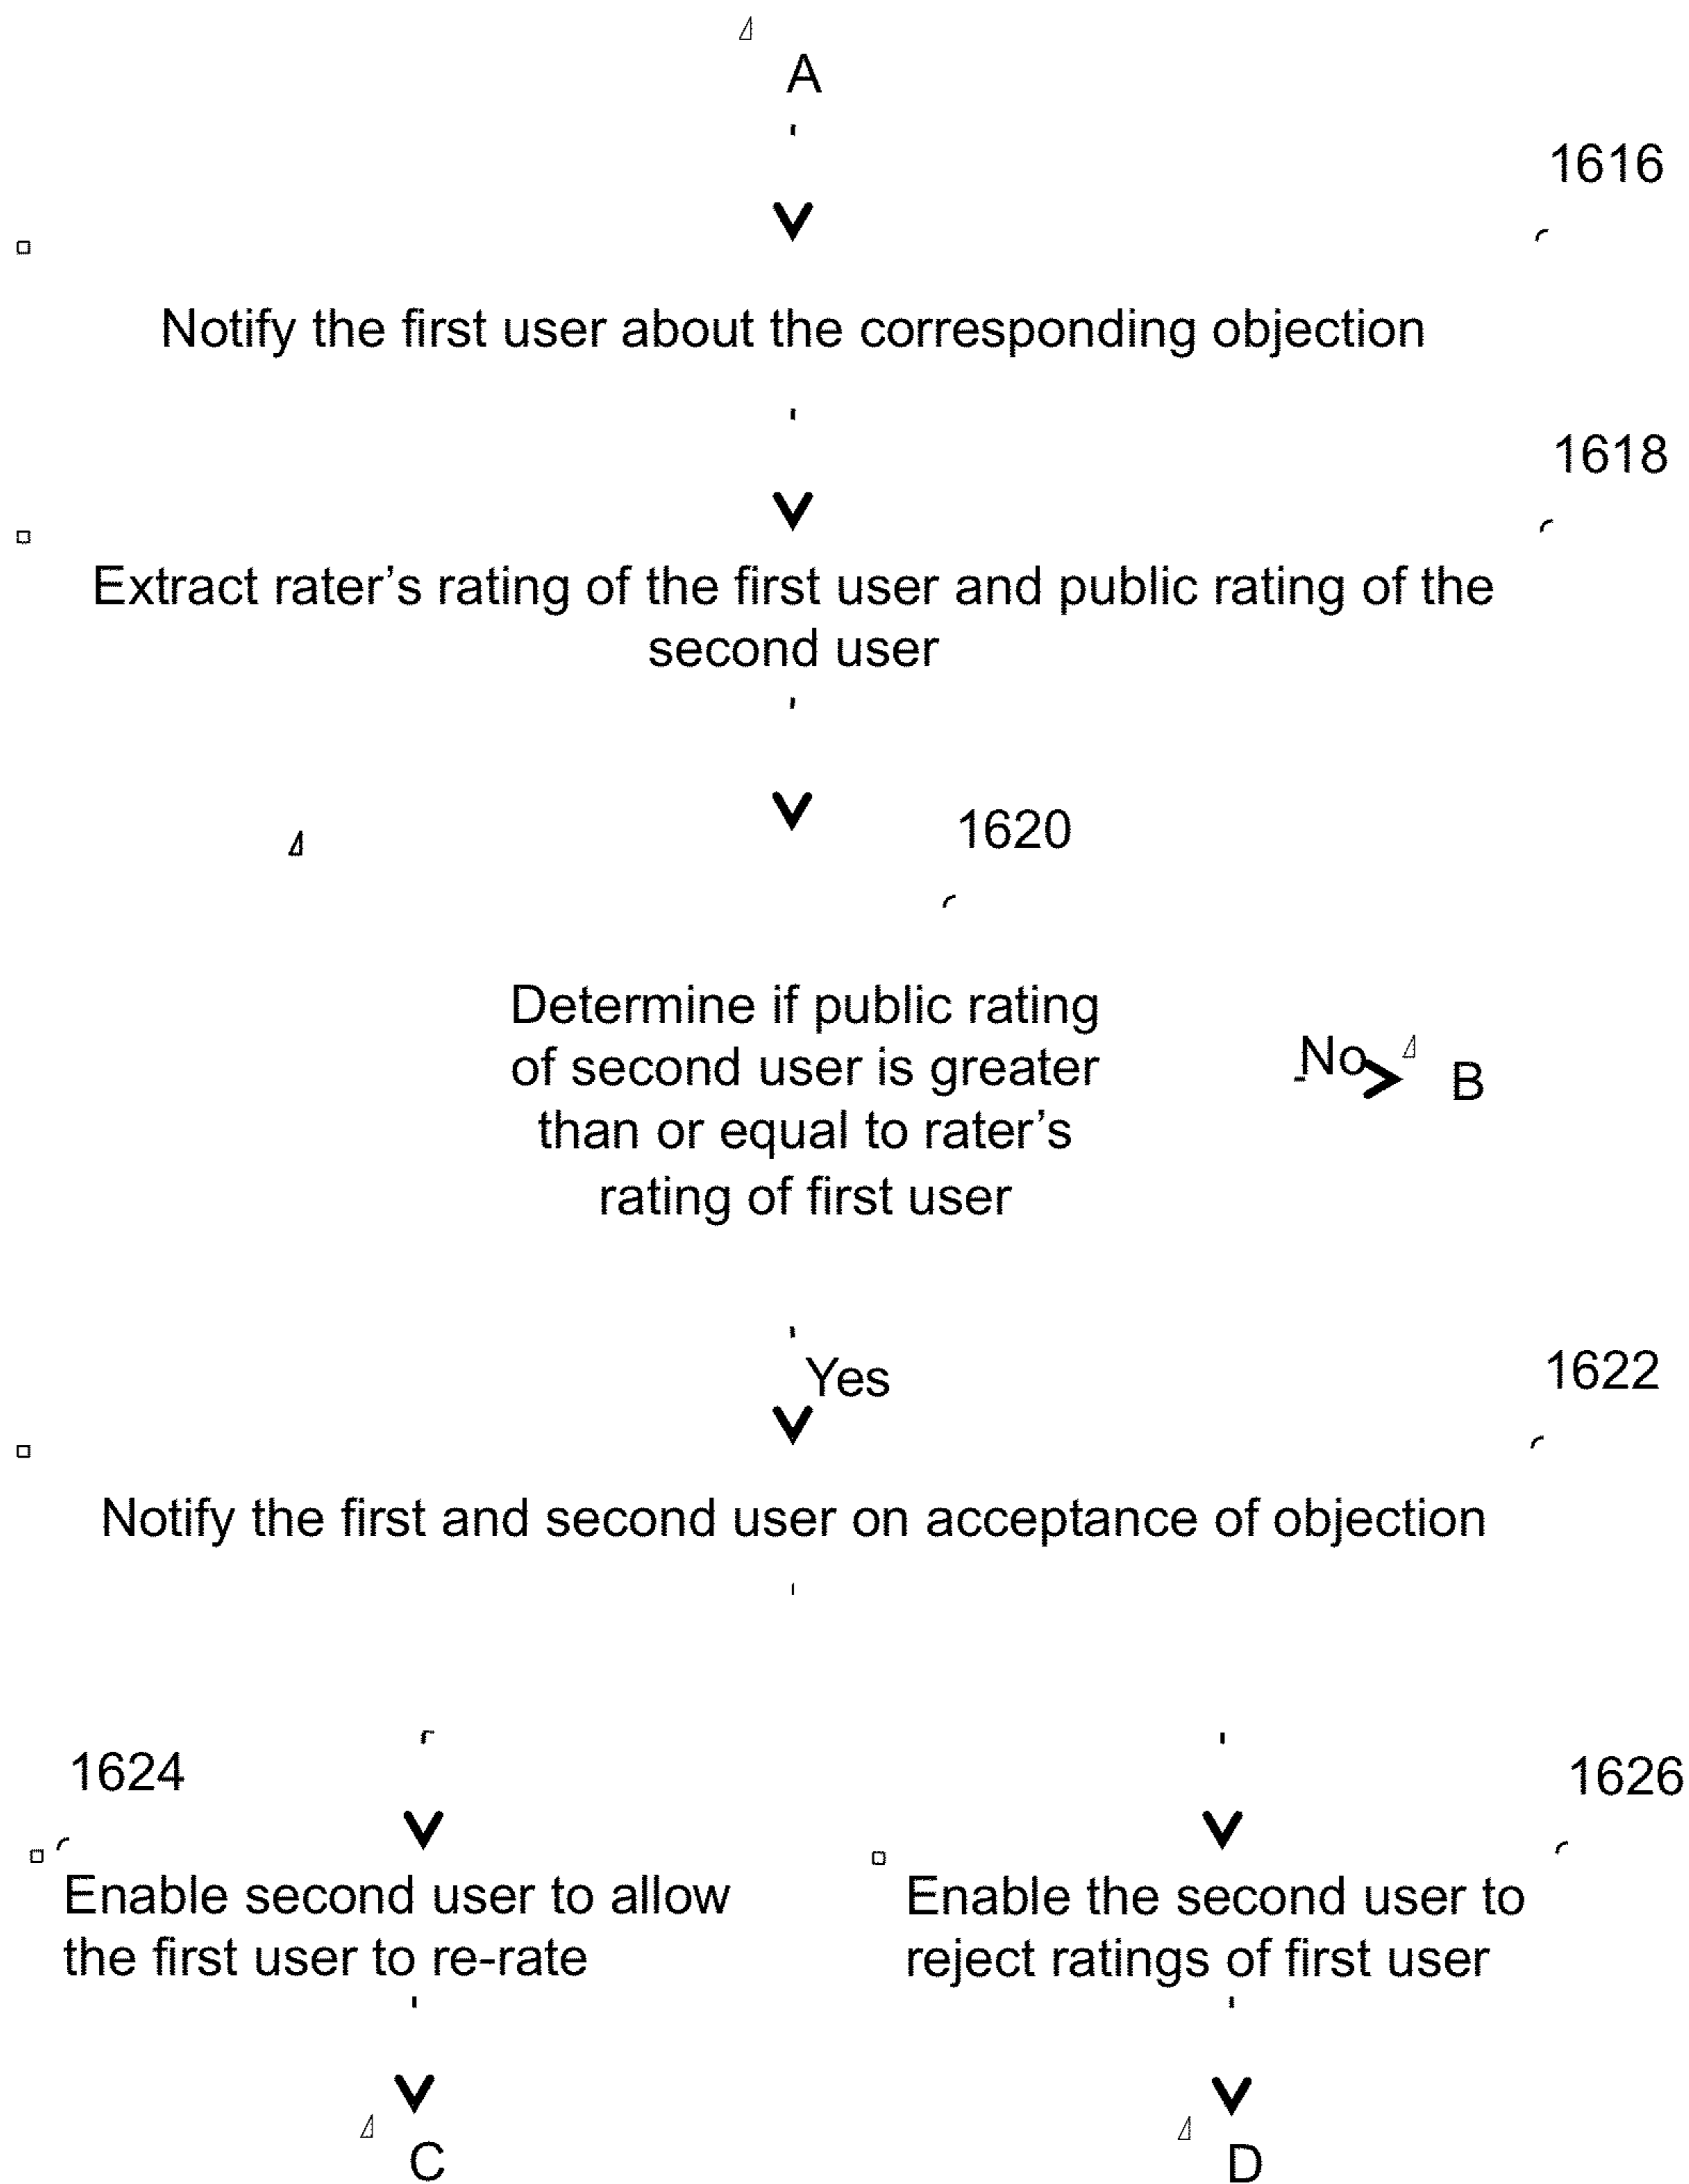 A
1616
Notify the first user about the corresponding objection
1618
Extract rater’s rating of the first user and public rating of the
second user
1620
Determine if public rating
of second user is greater
than or equal to rater’s
rating of first user
No
B
Yes
1622
Notify the first and second user on acceptance of objection
1624
1626
Enable second user to allow
the first user to re-rate
Enable the second user to
reject ratings of first user
C
D